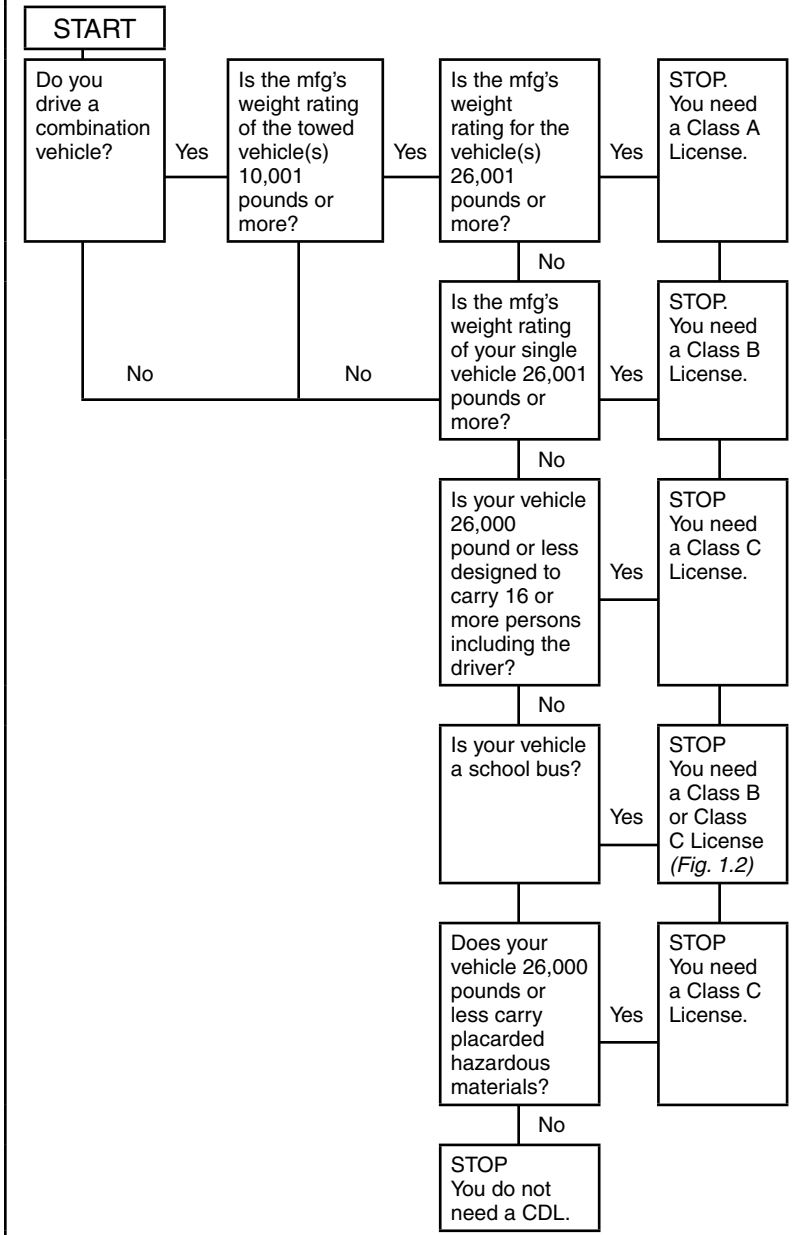 START
Do you
drive a
combination
vehicle?
Yes
Is the mfg's
weight rating
of the towed
vehicle(s)
10,001
pounds or
more?
Yes
Is the mfg's
weight
rating for the
vehicle(s)
26,001
pounds or
more?
Yes
STOP.
You need
a Class A
License.
No
No
No
Is the mfg's
weight rating
of your single
vehicle 26,001
pounds or
more?
Yes
STOP.
You need
a Class B
License.
No
Is your vehicle
26,000
pound or less
designed to
carry 16 or
more persons
including the
driver?
Yes
STOP
You need
a Class C
License.
No
Is your vehicle
a school bus?
Yes
STOP
You need
a Class B
or Class
C License
(Fig. 1.2)
Does your
vehicle 26,000
pounds or
less carry
placarded
hazardous
materials?
Yes
STOP
You need
a Class C
License.
No
STOP
You do not
need a CDL.